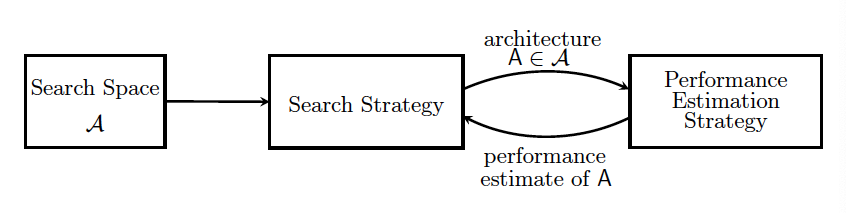 Search Space
𝒜
Search Strategy
architecture
A ∈ 𝒜
performance
estimate of A
Performance
Estimation
Strategy